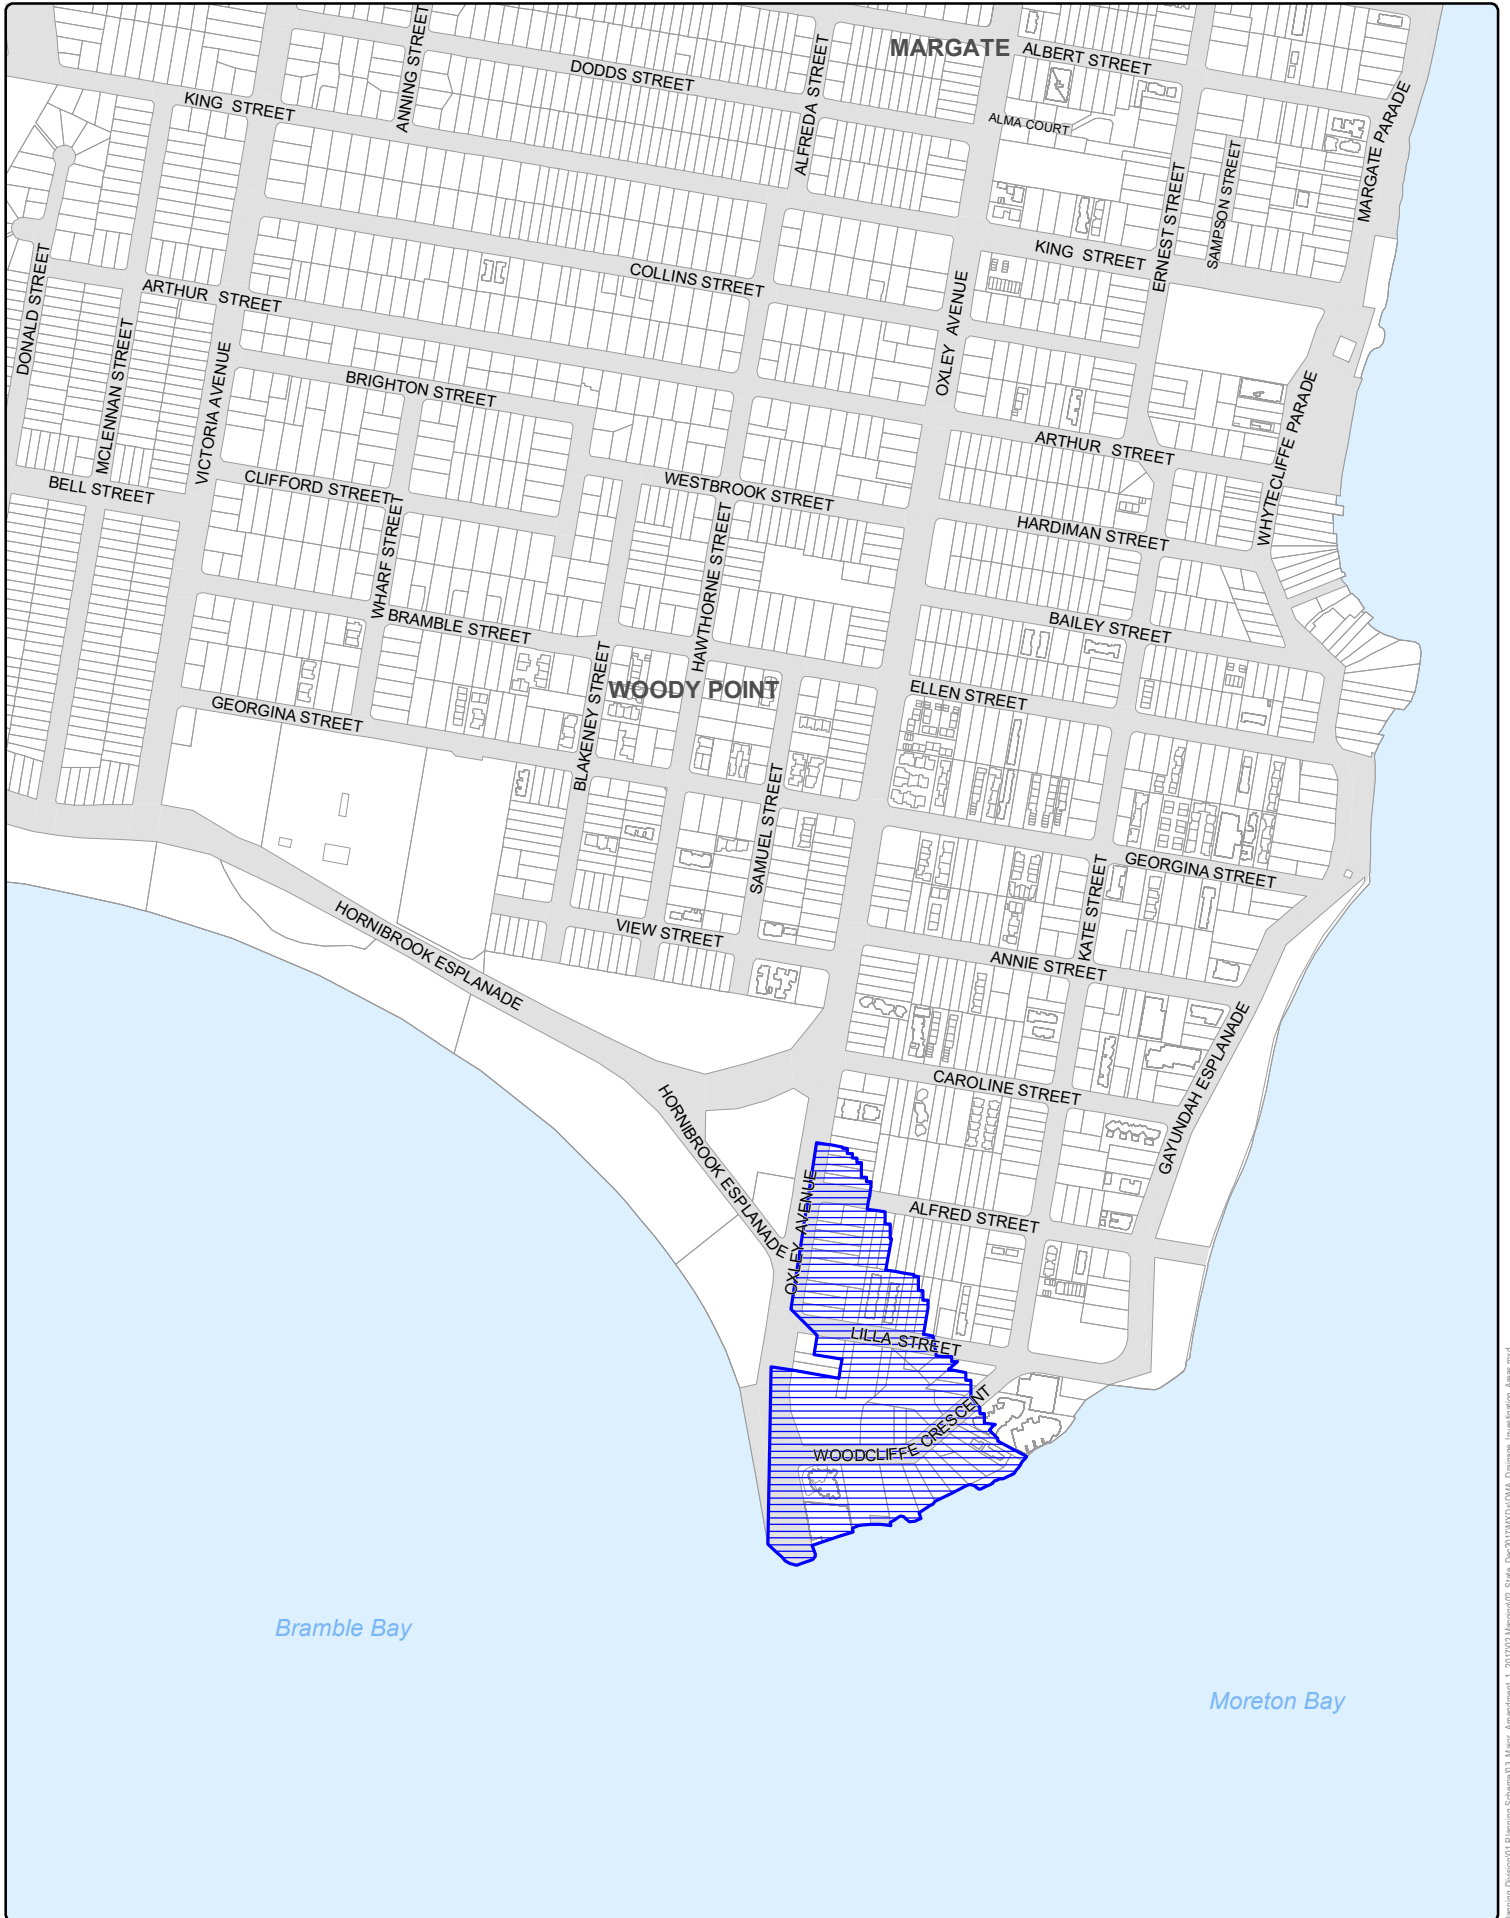 MARGATE
ALBERT STREET
ANNING STREET
DODDS STREET
ALFREDA STREET
KING STREET
ALMA COURT
MARGATE PARADE
ERNEST STREET
SAMPSON STREET
KING STREET
COLLINS STREET
DONALD STREET
ARTHUR STREET
OXLEY AVENUE
MCLENNAN STREET
VICTORIA AVENUE
BRIGHTON STREET
WHYTECLIFFE PARADE
ARTHUR STREET
BELL STREET
CLIFFORD STREET
WESTBROOK STREET
HARDIMAN STREET
WHARF STREET
HAWTHORNE STREET
BRAMBLE STREET
BAILEY STREET
WOODY POINT
ELLEN STREET
GEORGINA STREET
BLAKENEY STREET
SAMUEL STREET
GEORGINA STREET
KATE STREET
HORNIBROOK ESPLANADE
VIEW STREET
ANNIE STREET
GAYUNDAH ESPLANADE
CAROLINE STREET
HORNIBROOK ESPLANADE
OXLEY AVENUE
ALFRED STREET
LILLA STREET
WOODCLIFFE CRESCENT
Bramble Bay
Moreton Bay